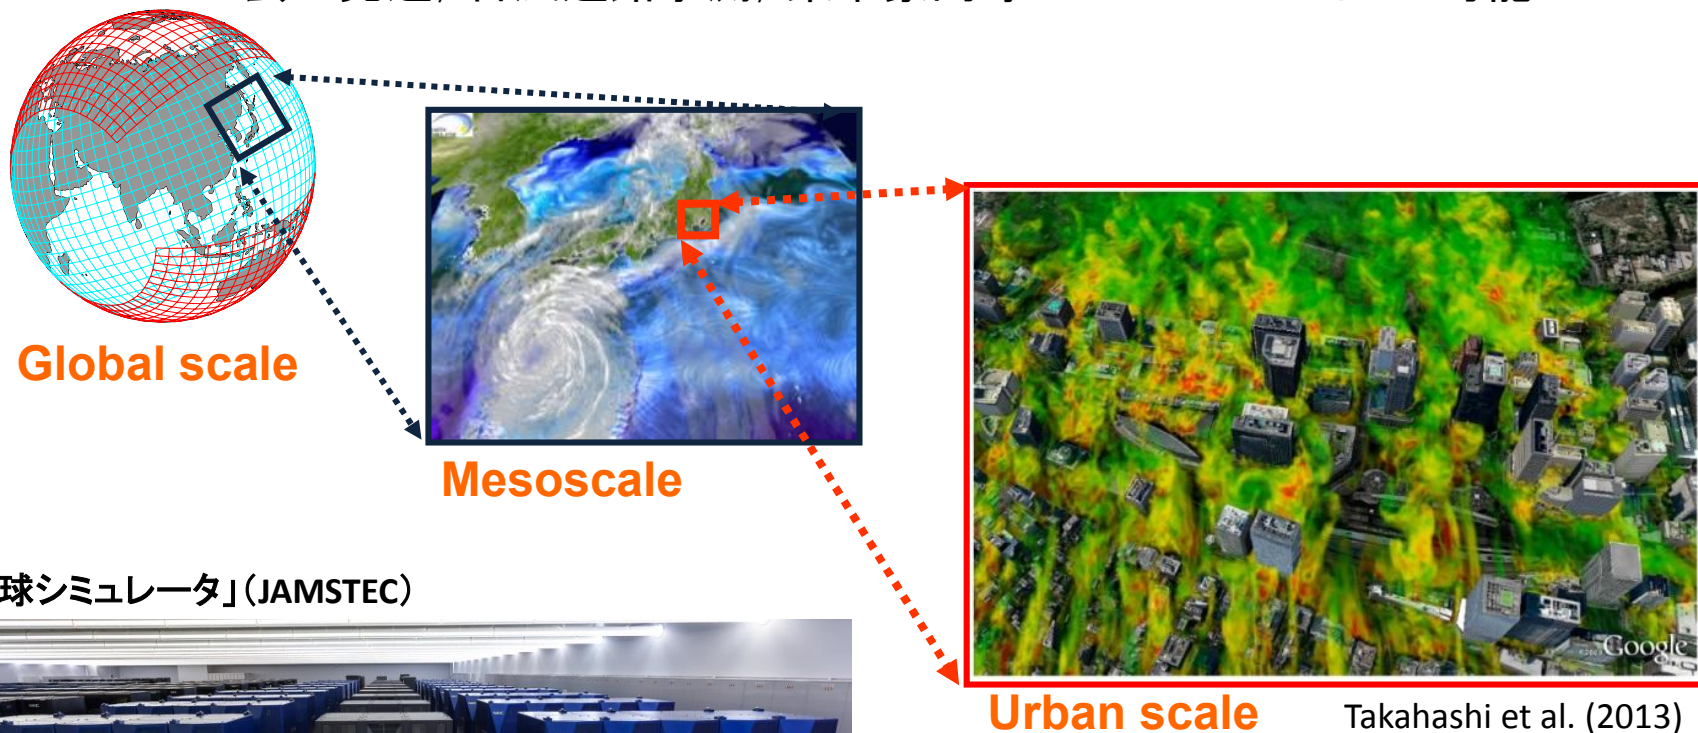 Global scale
Mesoscale
球シミュレータ」（JAMSTEC）
Google
Urban scale
Takahashi et al. (2013)